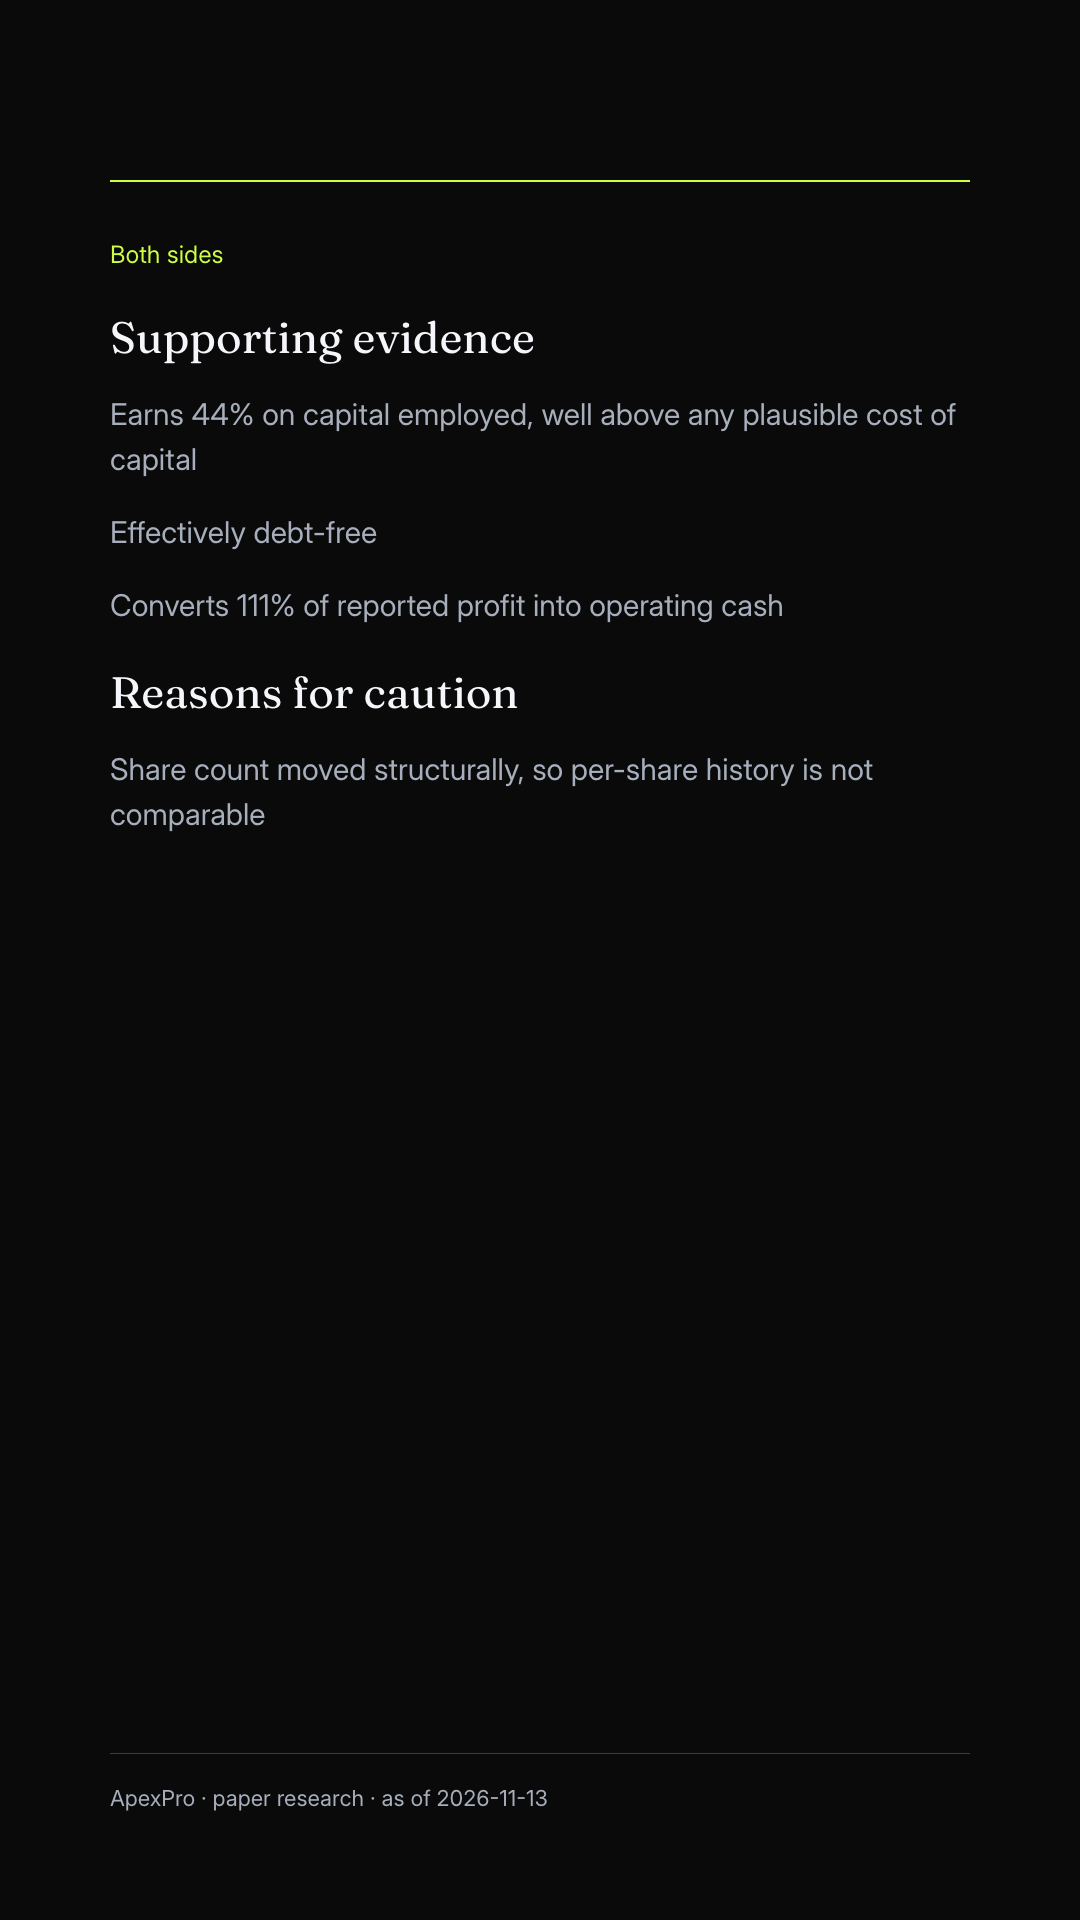 Both sides
Supporting evidence
Earns 44% on capital employed, well above any plausible cost of
capital
Effectively debt-free
Converts 111% of reported profit into operating cash
Reasons for caution
Share count moved structurally, so per-share history is not
comparable
ApexPro · paper research · as of 2026-11-13